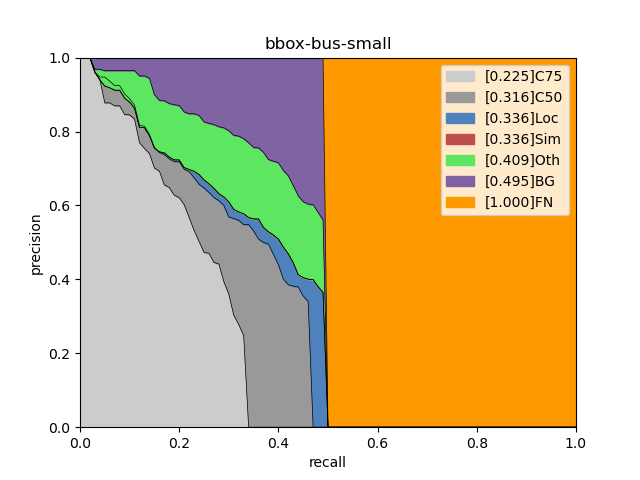 bbox-bus-small
1.0
0.8
0.6
0.4
0.2
0.0
precision
[0.225]C75
[0.316]C50
[0.336]Loc
[0.336]Sim
[0.409]Oth
[0.495]BG
[1.000]FN
0.0 0.2 0.4 0.6 0.8 1.0
recall